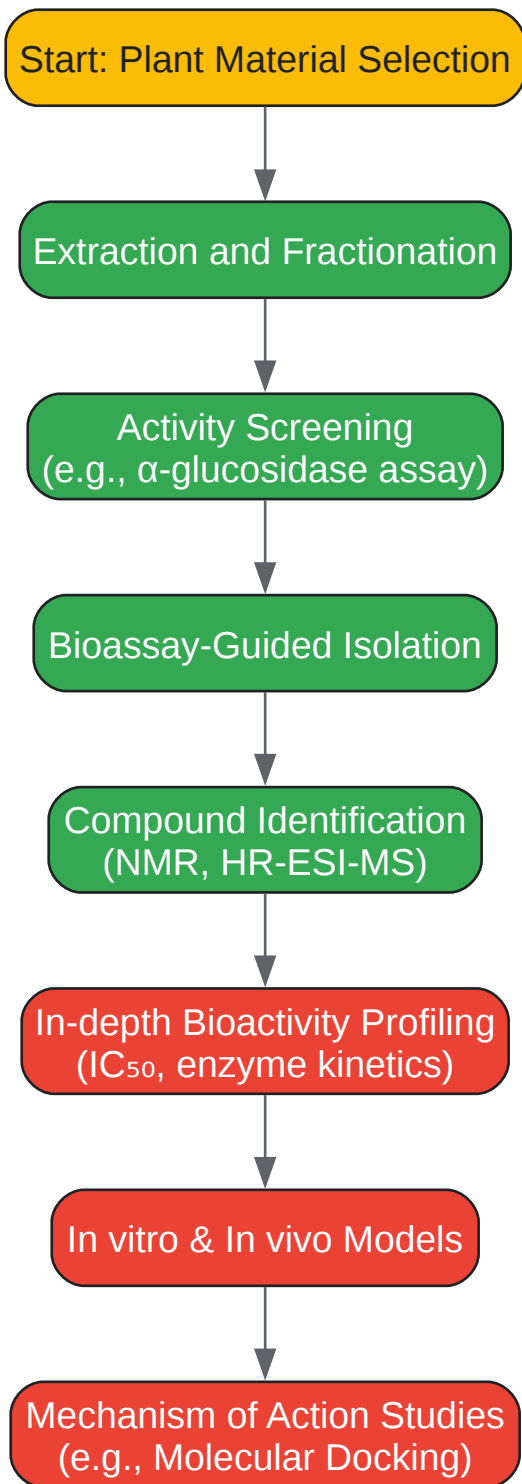 Start: Plant Material Selection
Extraction and Fractionation
Activity Screening
(e.g., α-glucosidase assay)
Bioassay-Guided Isolation
Compound Identification
(NMR, HR-ESI-MS)
In-depth Bioactivity Profiling
(IC₅₀, enzyme kinetics)
In vitro & In vivo Models
Mechanism of Action Studies
(e.g., Molecular Docking)